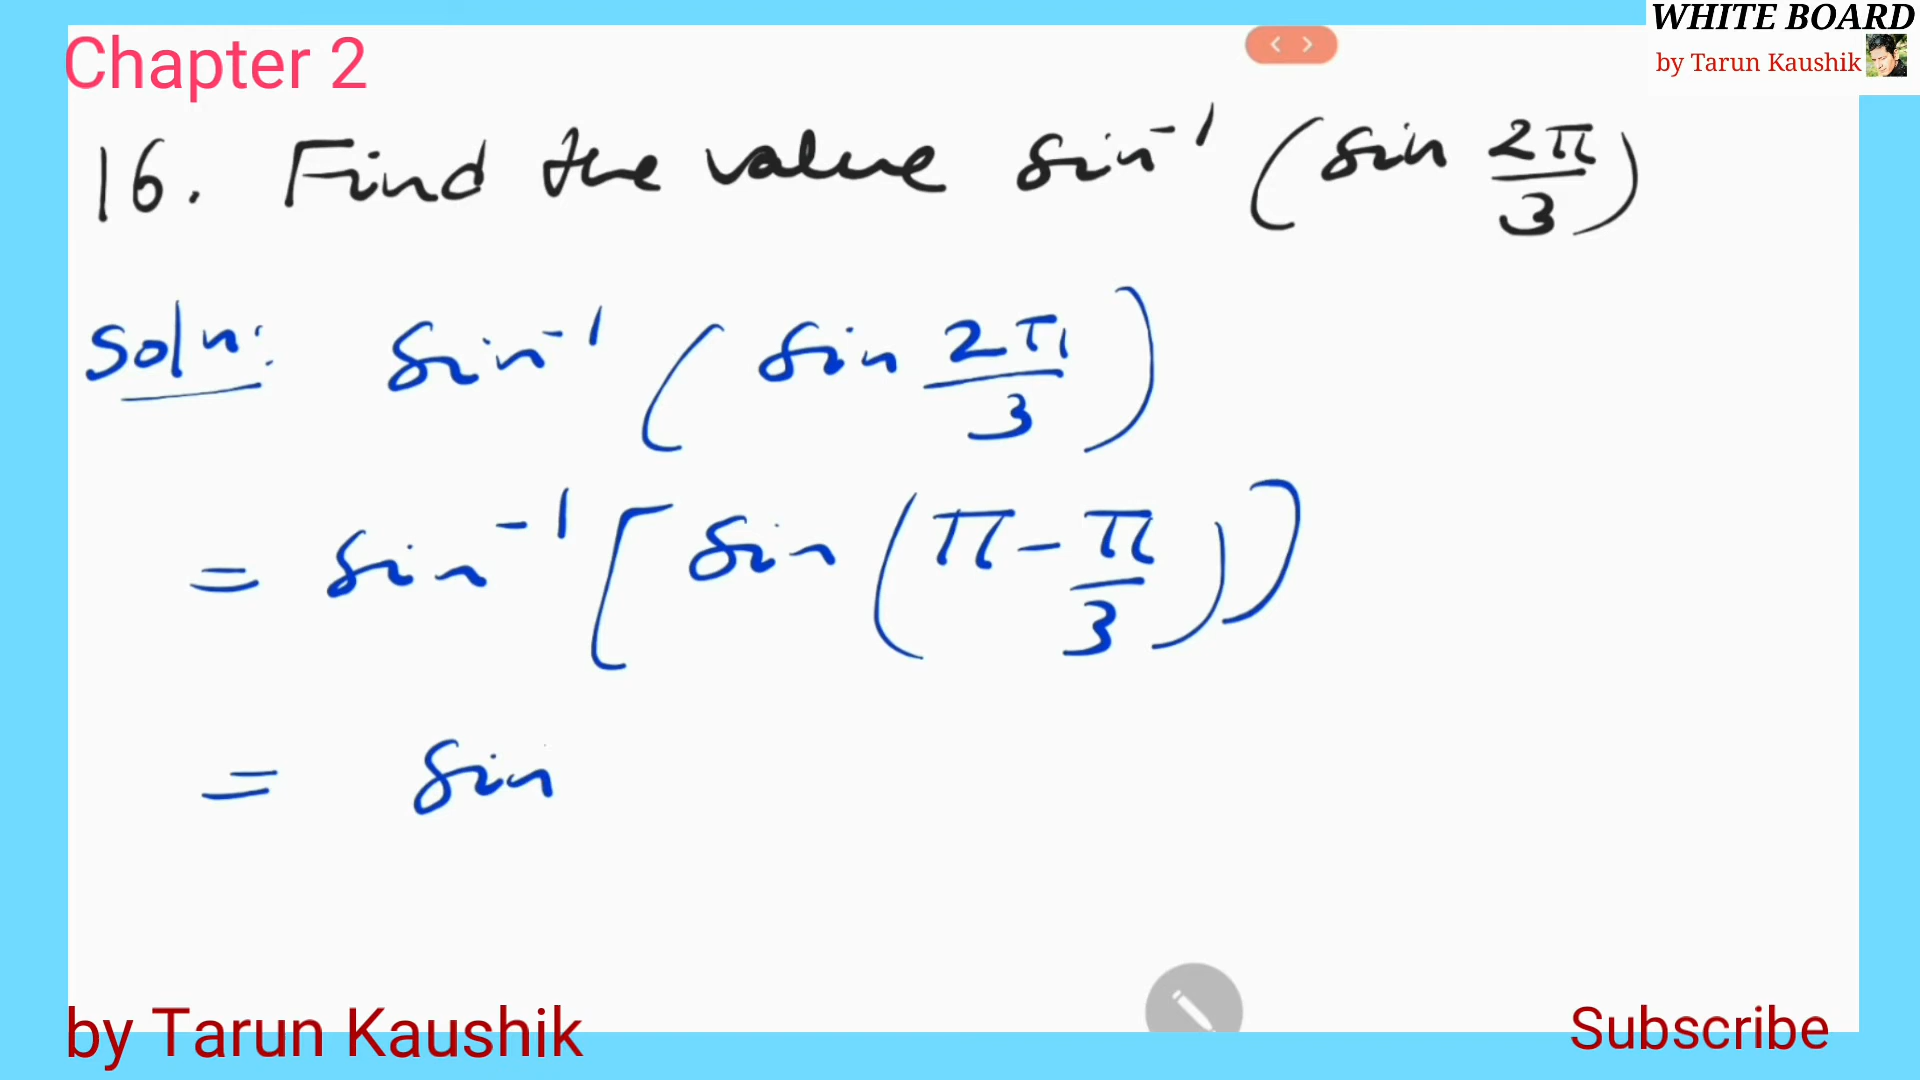 WHITE BOARD
by Tarun Kaushik
Chapter 2
< >
16. Find the value sin⁻¹ (sin 2π/3)
Soln: sin⁻¹ (sin 2π/3)
= sin⁻¹ [sin (π - π/3))
= sin
by Tarun Kaushik
Subscribe